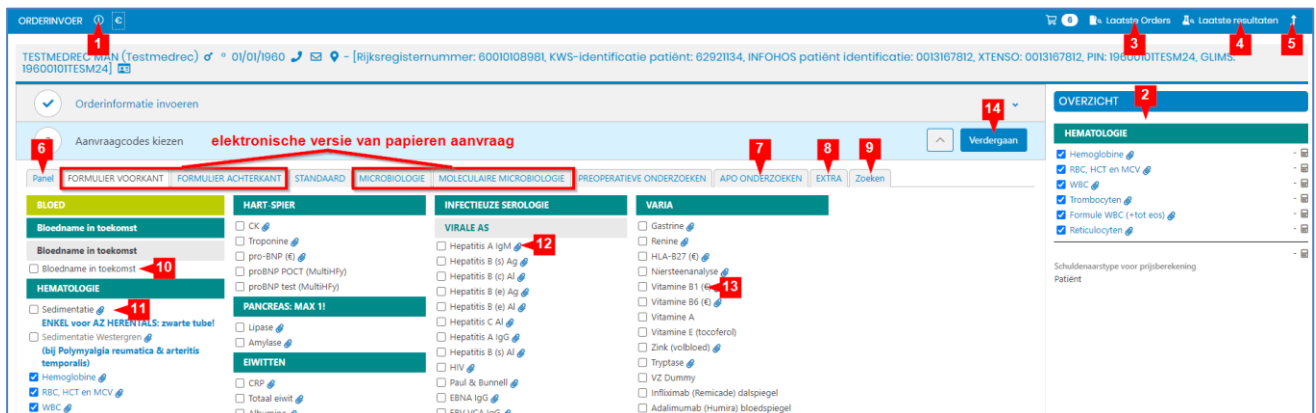 ORDERINVOER € 0 Laatste Orders Laatste resultaten
1 3 4 5
TESTMEDREC MAN (Testmedrec) ♂ ° 01/01/1960 - [Rijksregisternummer: 60010108981, KWS-identificatie patiënt: 62921134, INFOHOS patiënt identificatie: 0013167812, XTENSO: 0013167812, PIN: 19600101TESM24, GLIMS:
19600101TESM24]
Orderinformatie invoeren
14
Aanvraagcodes kiezen
elektronische versie van papieren aanvraag
Verdergaan
6 7 8 9
Panel FORMULIER VOORKANT FORMULIER ACHTERKANT STANDAARD MICROBIOLOGIE MOLECULAIRE MICROBIOLOGIE PREOPERATIEVE ONDERZOEKEN APO ONDERZOEKEN EXTRA Zoeken
BLOED
Bloedname in toekomst
Bloedname in toekomst
Bloedname in toekomst 10
HEMATOLOGIE
Sedimentatie 11
ENKEL voor AZ HERENTALS: zwarte tube!
Sedimentatie Westergren
(bij Polymyalgia reumatica & arteritis
temporalis)
Hemoglobine
RBC, HCT en MCV
WBC
HART-SPIER
CK
Troponine
pro-BNP (€)
proBNP POCT (MultiHFy)
proBNP test (MultiHFy)
PANCREAS: MAX 1!
Lipase
Amylase
EIWITTEN
CRP
Totaal eiwit
Albumine
INFECTIEUZE SEROLOGIE
VIRALE AS
Hepatitis A IgM 12
Hepatitis B (s) Ag
Hepatitis B (c) Al
Hepatitis B (e) Ag
Hepatitis B (e) Al
Hepatitis C Al
Hepatitis A IgG
Hepatitis B (s) Al
HIV
Paul & Bunnell
EBNA IgG
EBV VCA IgG
VARIA
Gastrine
Renine
HLA-B27 (€)
Niersteenanalyse
Vitamine B1 (€ 13
Vitamine B6 (€)
Vitamine A
Vitamine E (tocoferol)
Zink (volbloed)
Tryptase
VZ Dummy
Infliximab (Remicade) dalspiegel
Adalimumab (Humira) bloedspiegel
OVERZICHT 2
HEMATOLOGIE
Hemoglobine -
RBC, HCT en MCV -
WBC -
Trombocyten -
Formule WBC (+tot eos) -
Reticulocyten -
-
Schuldenaarstype voor prijsberekening
Patiënt